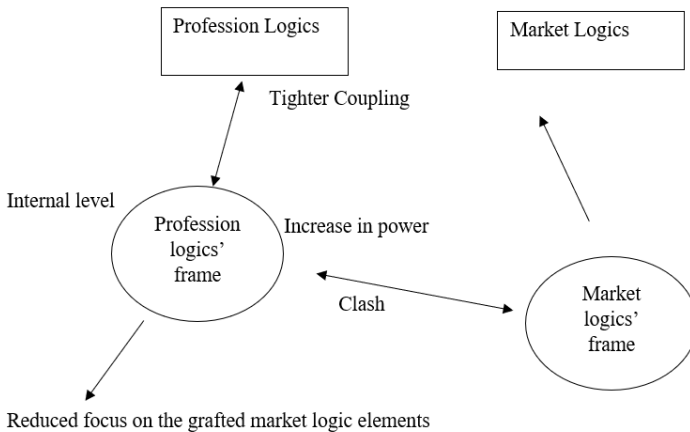 Profession Logics
Market Logics
Tighter Coupling
Internal level
Profession
logics’
frame
Increase in power
Clash
Market
logics’
frame
Reduced focus on the grafted market logic elements